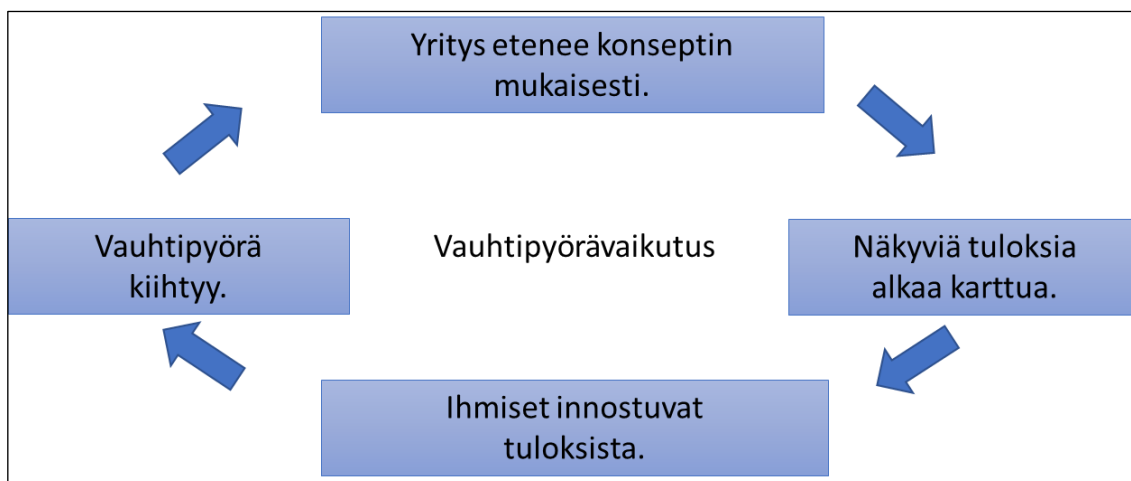 Yritys etenee konseptin
mukaisesti.
Vauhtipyörä
kiihtyy.
Vauhtipyörävaikutus
Näkyviä tuloksia
alkaa karttua.
Ihmiset innostuvat
tuloksista.